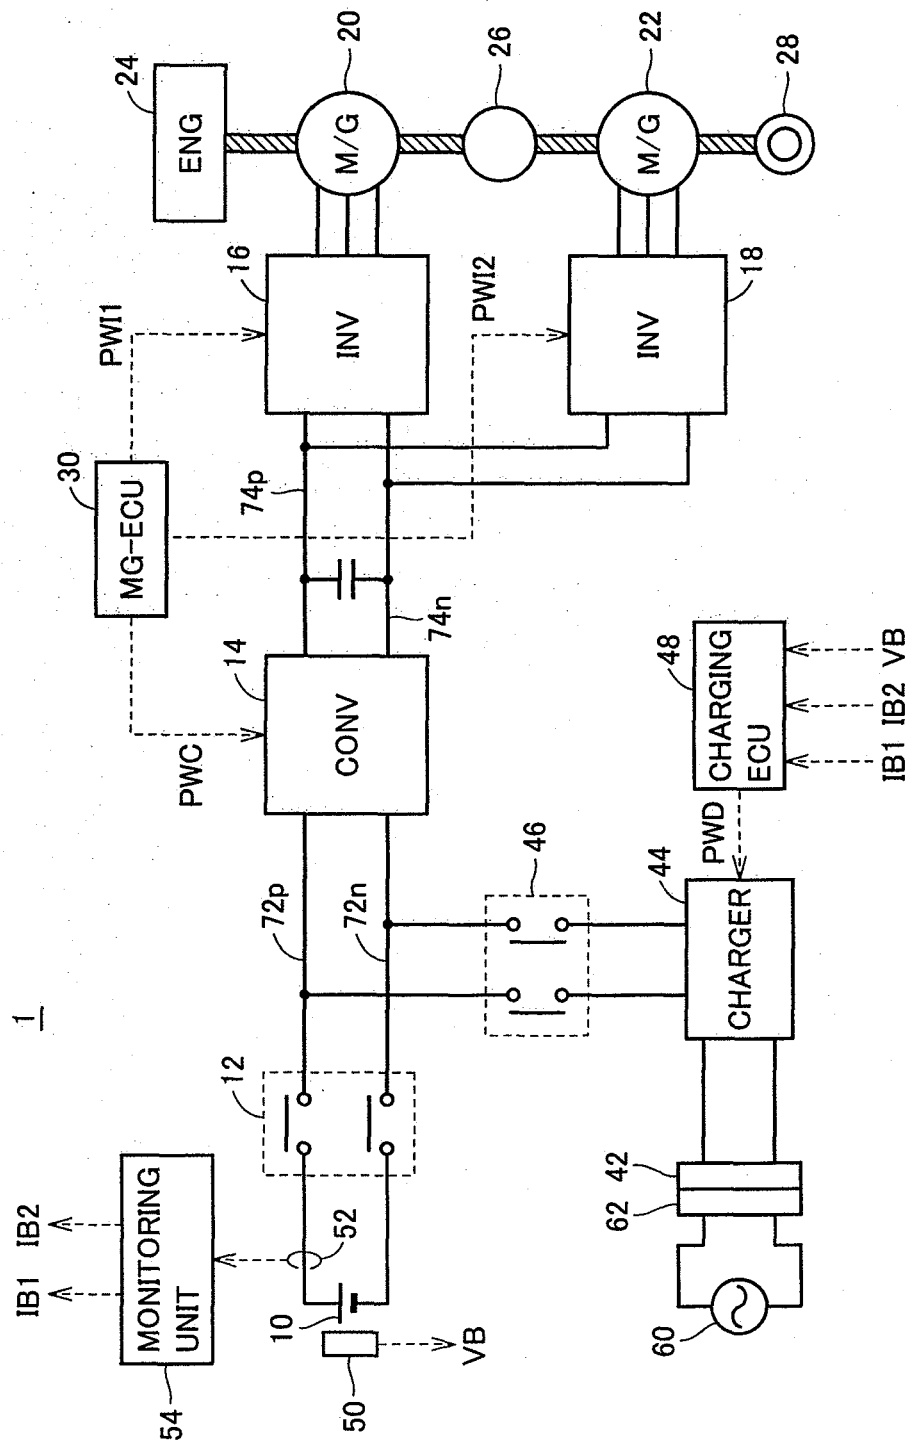 1
54
MONITORING
UNIT
IB1
IB2
52
10
50
VB
12
72p
72n
PWC
14
CONV
30
MG-ECU
PWI1
PWI2
74p
74n
16
INV
18
INV
24
ENG
20
M/G
26
22
M/G
28
46
44
CHARGER
PWD
48
CHARGING
ECU
IB1
IB2
VB
42
62
60